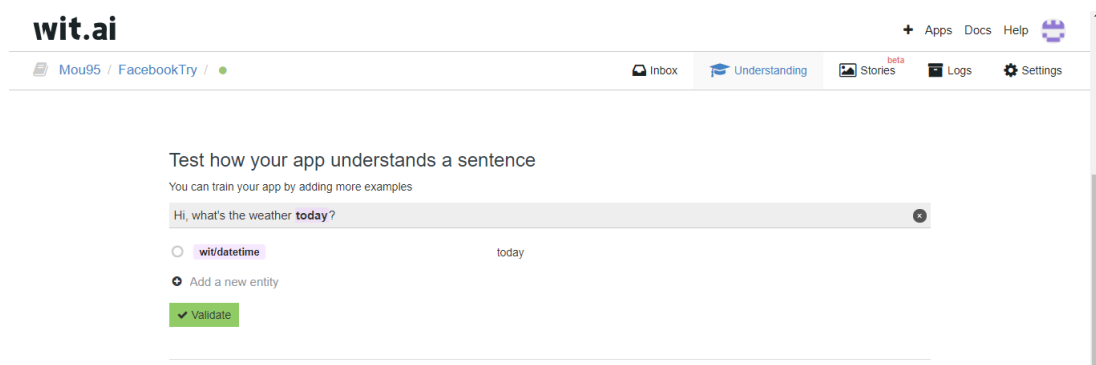 wit.ai
+ Apps Docs Help
Mou95 / FacebookTry /
Inbox Understanding Stories beta Logs Settings
Test how your app understands a sentence
You can train your app by adding more examples
Hi, what's the weather today?
wit/datetime today
Add a new entity
Validate